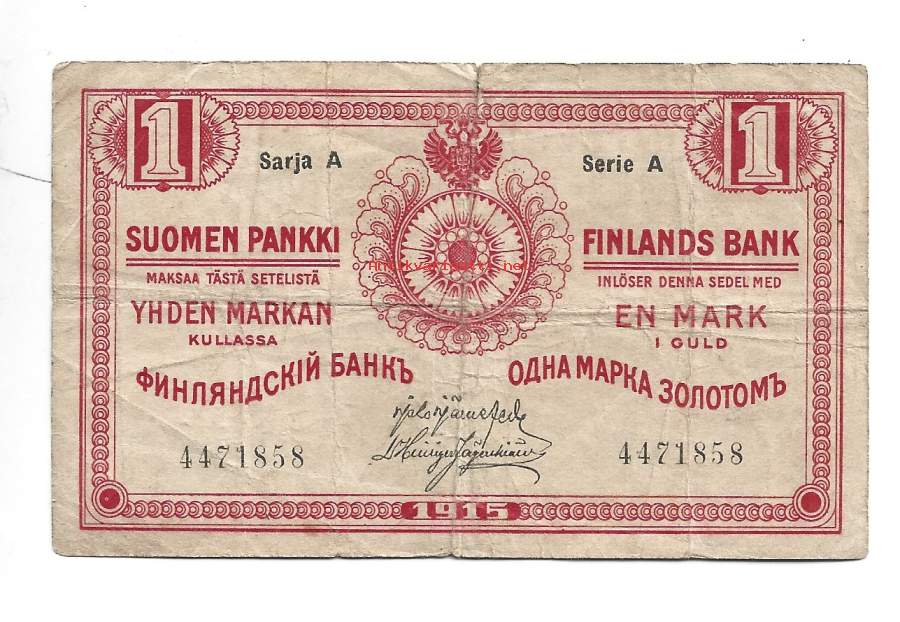 1 1
Sarja A Serie A
SUOMEN PANKKI FINLANDS BANK
MAKSAA TÄSTÄ SETELISTÄ INLÖSER DENNA SEDEL MED
YHDEN MARKAN EN MARK
KULLASSA I GULD
ФИНЛЯНДСКІЙ БАНКЪ ОДНА МАРКА ЗОЛОТОМЪ
4471858 4471858
1915